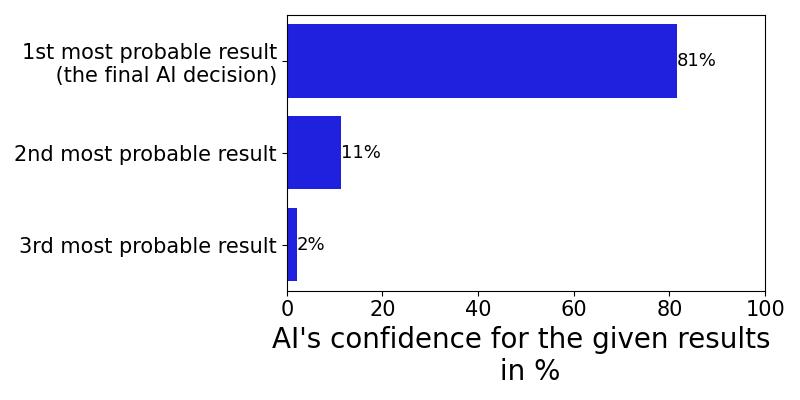 1st most probable result
(the final AI decision)
81%
2nd most probable result
11%
3rd most probable result
2%
0 20 40 60 80 100
AI's confidence for the given results
in %